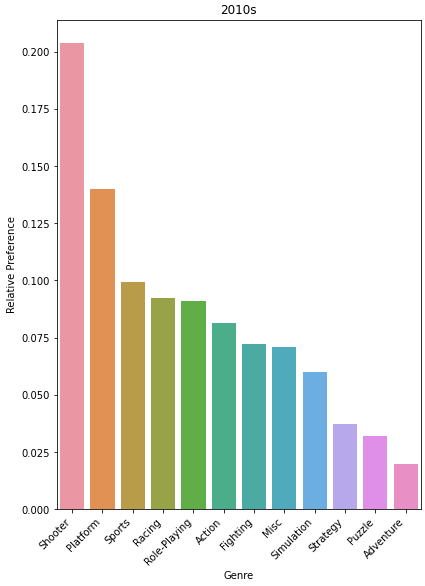 2010s
Relative Preference
0.200
0.175
0.150
0.125
0.100
0.075
0.050
0.025
0.000
Shooter
Platform
Sports
Racing
Role-Playing
Action
Fighting
Misc
Simulation
Strategy
Puzzle
Adventure
Genre